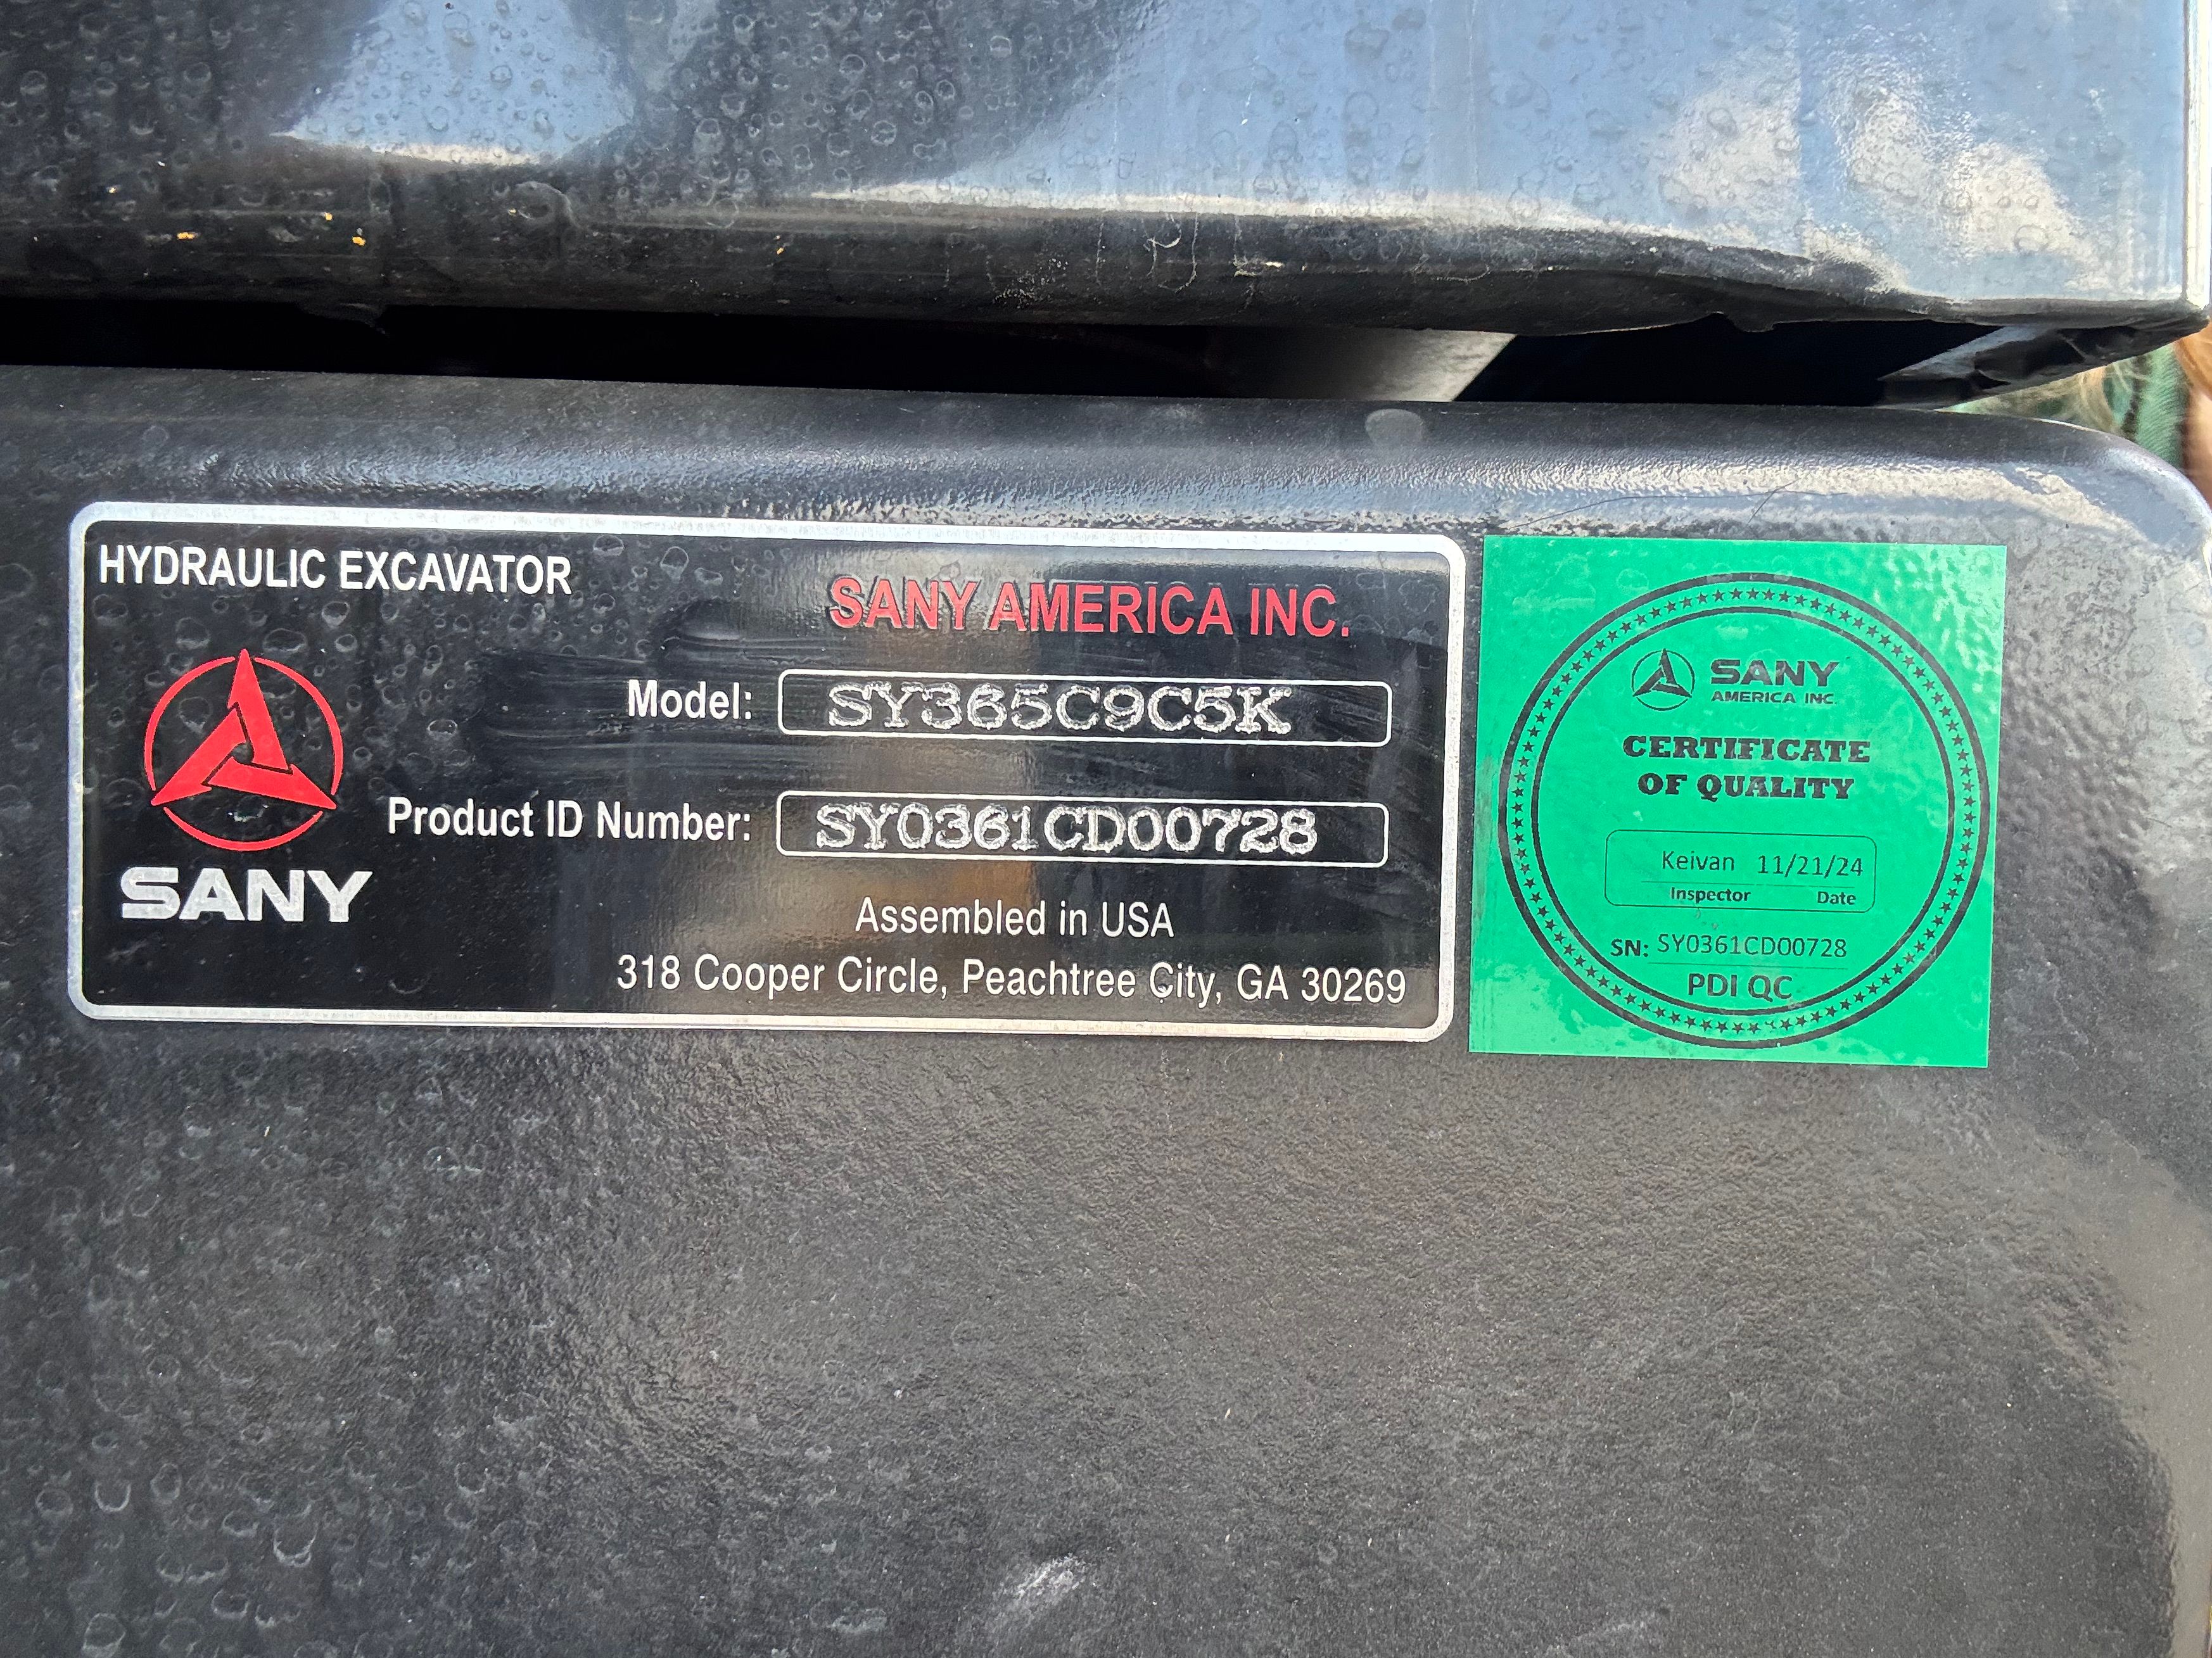 HYDRAULIC EXCAVATOR
SANY AMERICA INC.
Model: SY365C9C5K
Product ID Number: SY0361CD00728
SANY
Assembled in USA
318 Cooper Circle, Peachtree City, GA 30269
SANY
AMERICA INC.
CERTIFICATE
OF QUALITY
Keivan 11/21/24
Inspector Date
SN: SY0361CD00728
PDI QC